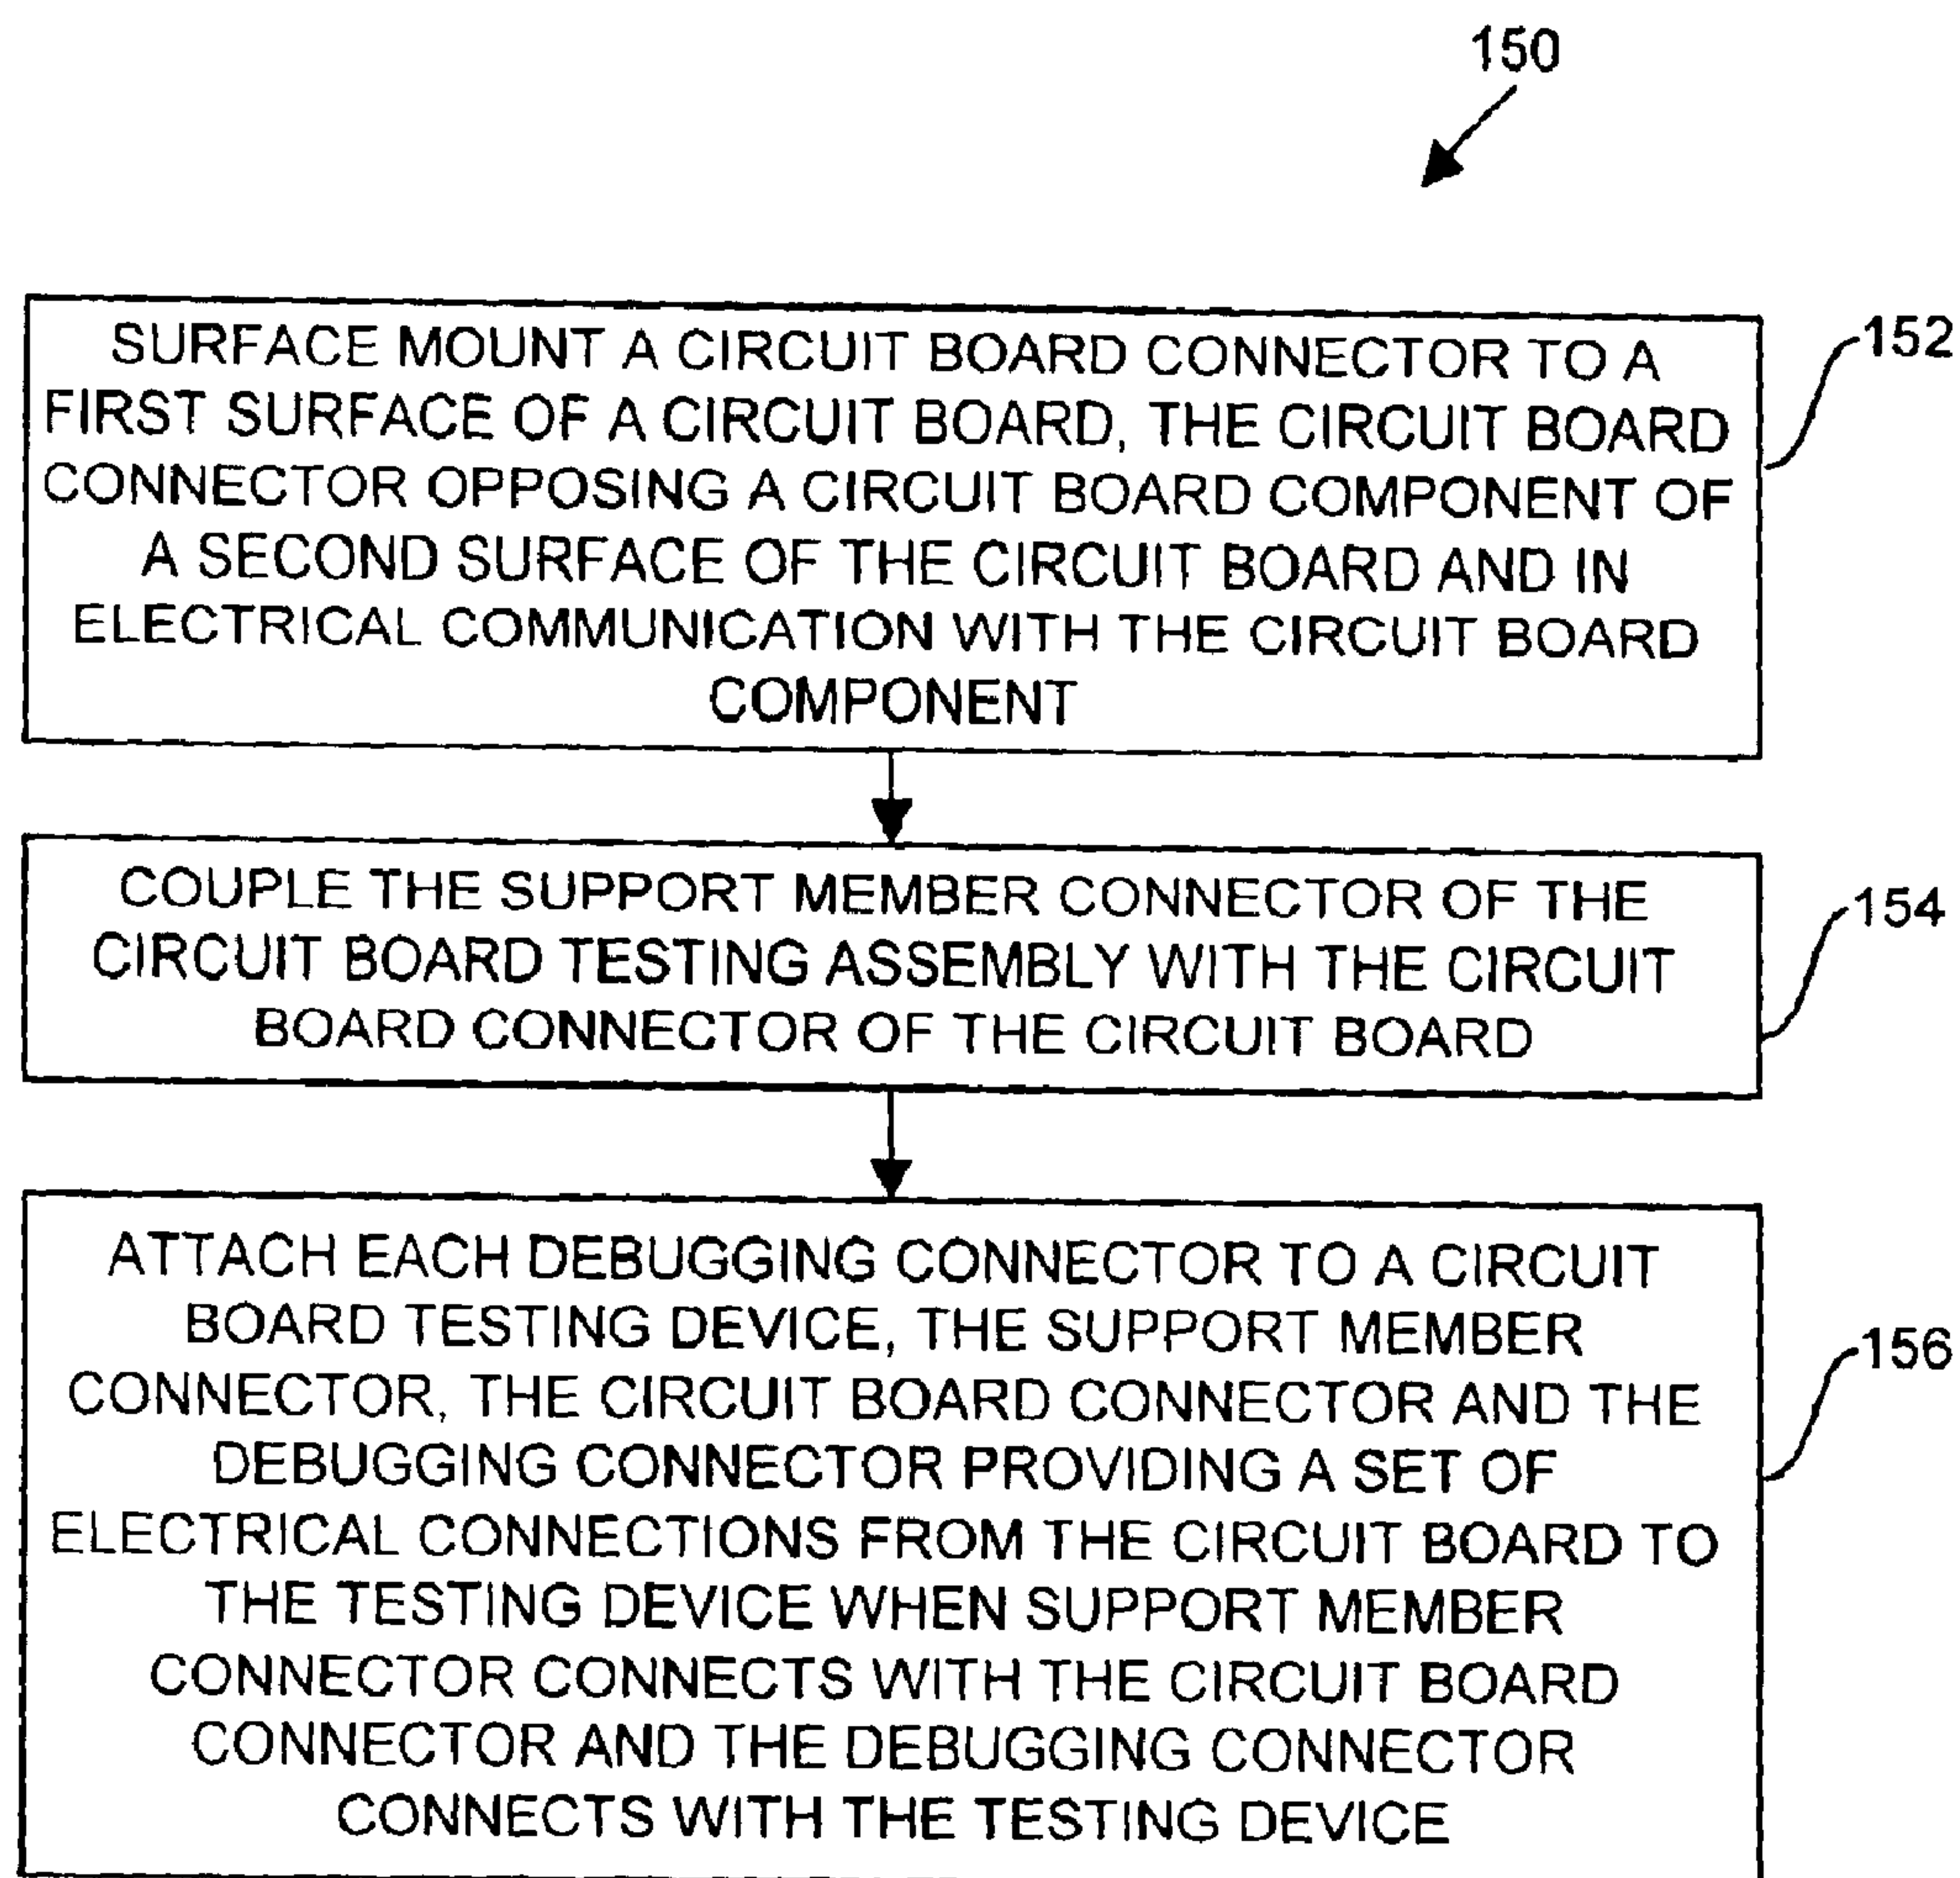 150
SURFACE MOUNT A CIRCUIT BOARD CONNECTOR TO A
FIRST SURFACE OF A CIRCUIT BOARD, THE CIRCUIT BOARD
CONNECTOR OPPOSING A CIRCUIT BOARD COMPONENT OF
A SECOND SURFACE OF THE CIRCUIT BOARD AND IN
ELECTRICAL COMMUNICATION WITH THE CIRCUIT BOARD
COMPONENT
152
COUPLE THE SUPPORT MEMBER CONNECTOR OF THE
CIRCUIT BOARD TESTING ASSEMBLY WITH THE CIRCUIT
BOARD CONNECTOR OF THE CIRCUIT BOARD
154
ATTACH EACH DEBUGGING CONNECTOR TO A CIRCUIT
BOARD TESTING DEVICE, THE SUPPORT MEMBER
CONNECTOR, THE CIRCUIT BOARD CONNECTOR AND THE
DEBUGGING CONNECTOR PROVIDING A SET OF
ELECTRICAL CONNECTIONS FROM THE CIRCUIT BOARD TO
THE TESTING DEVICE WHEN SUPPORT MEMBER
CONNECTOR CONNECTS WITH THE CIRCUIT BOARD
CONNECTOR AND THE DEBUGGING CONNECTOR
CONNECTS WITH THE TESTING DEVICE
156